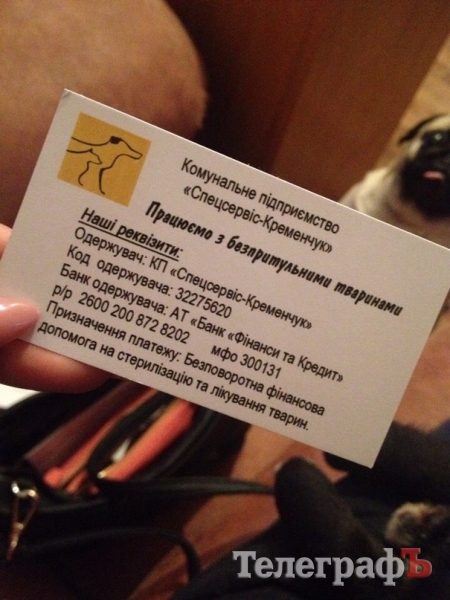 Комунальне підприємство
«Спецсервіс-Кременчук»
Працюємо з безпритульними тваринами
Наші реквізити:
Одержувач: КП «Спецсервіс-Кременчук»
Код одержувача: 32275620
Банк одержувача: АТ «Банк «Фінанси та Кредит»
р/р 2600 200 872 8202 мфо 300131
Призначення платежу: Безповоротна фінансова
допомога на стерилізацію та лікування тварин.
ТелеграфЪ